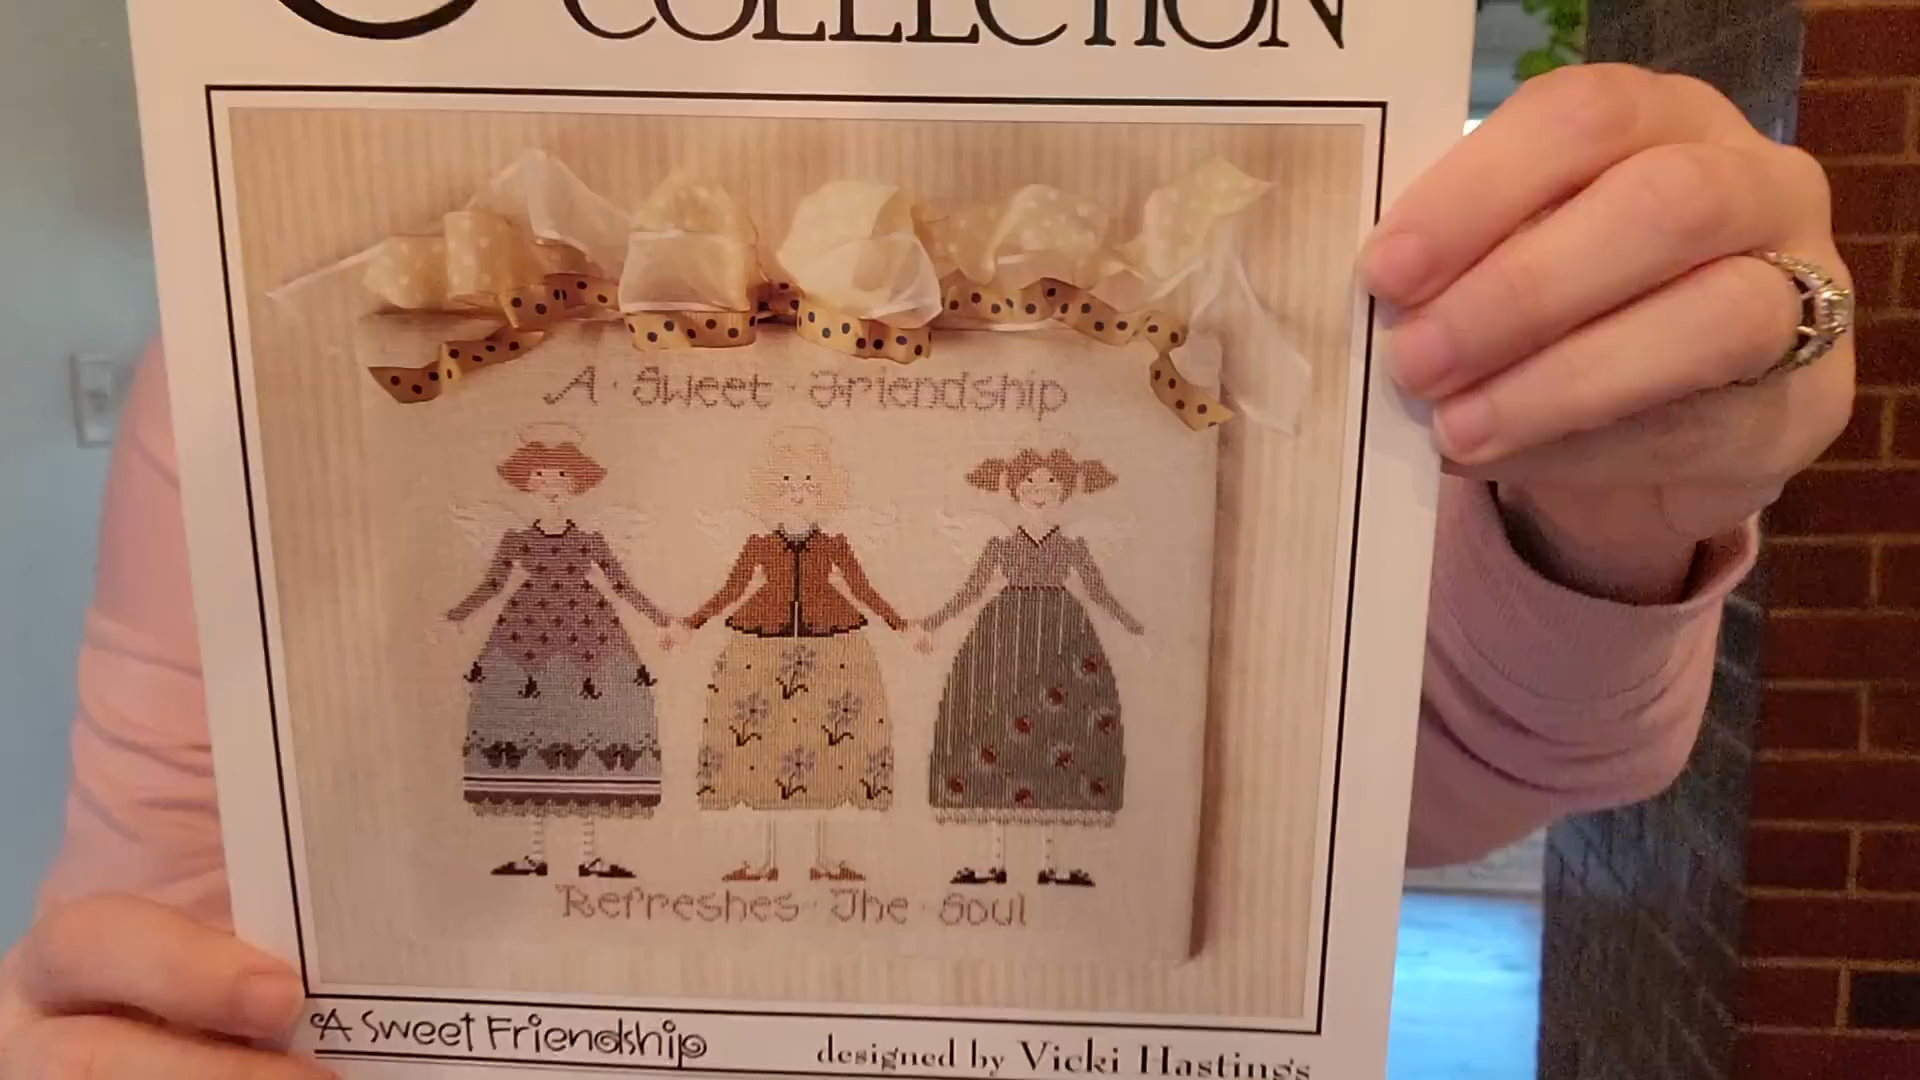 COLLECTION
A · Sweet · Friendship
Refreshes · The · Soul
A Sweet Friendship
designed by Vicki Hastings